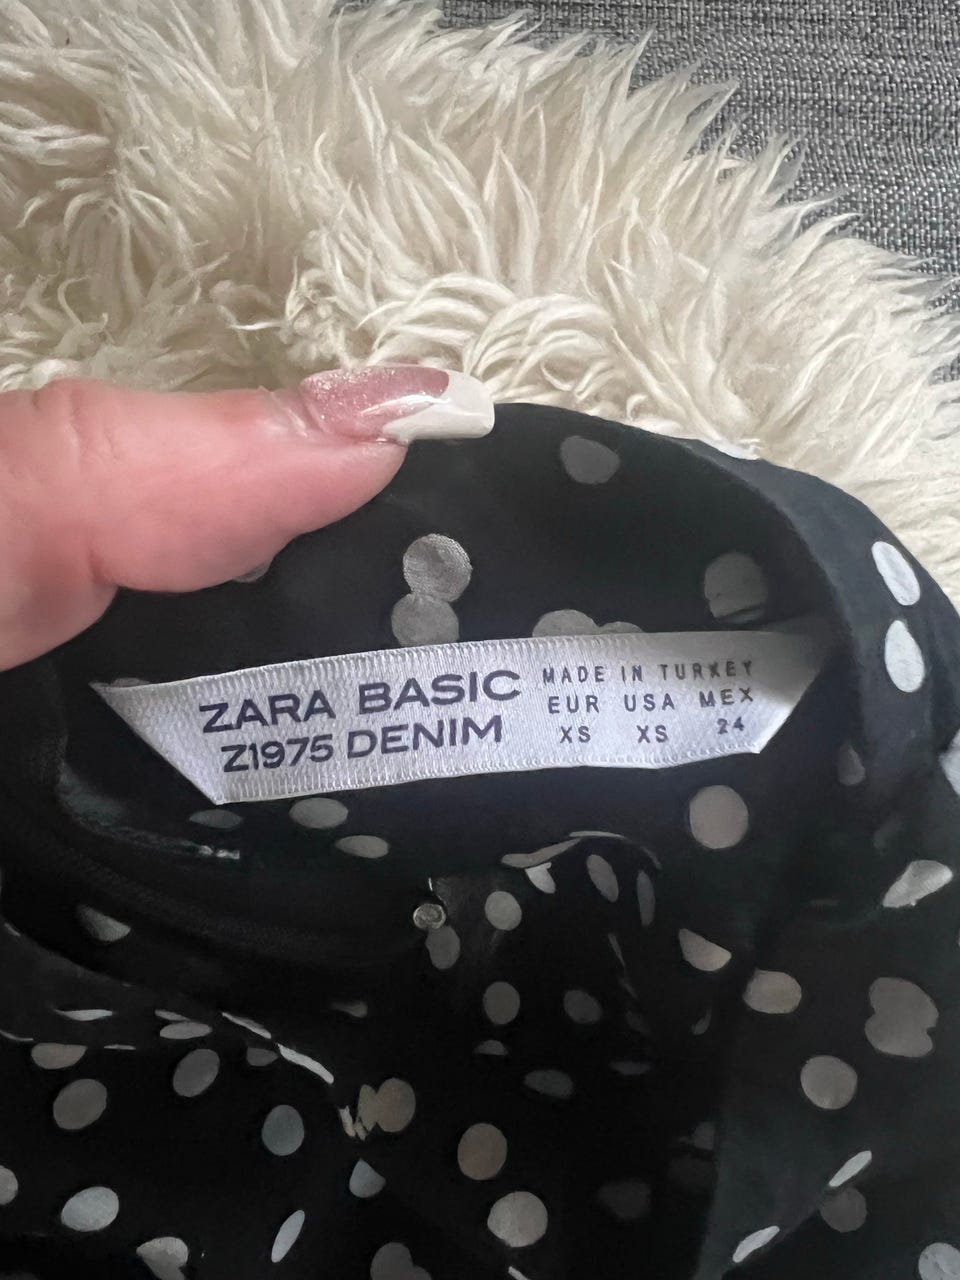 ZARA BASIC
Z1975 DENIM
MADE IN TURKEY
EUR USA MEX
XS XS 24